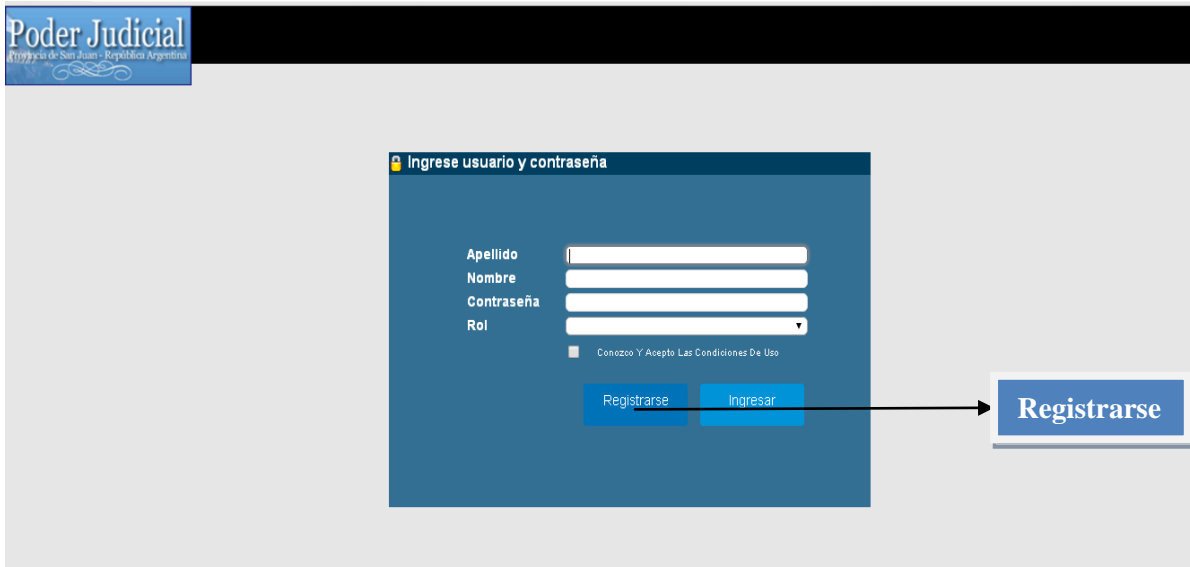 Poder Judicial
Provincia de San Juan - República Argentina
Ingrese usuario y contraseña
Apellido
Nombre
Contraseña
Rol
Conozco Y Acepto Las Condiciones De Uso
Registrarse
Ingresar
Registrarse